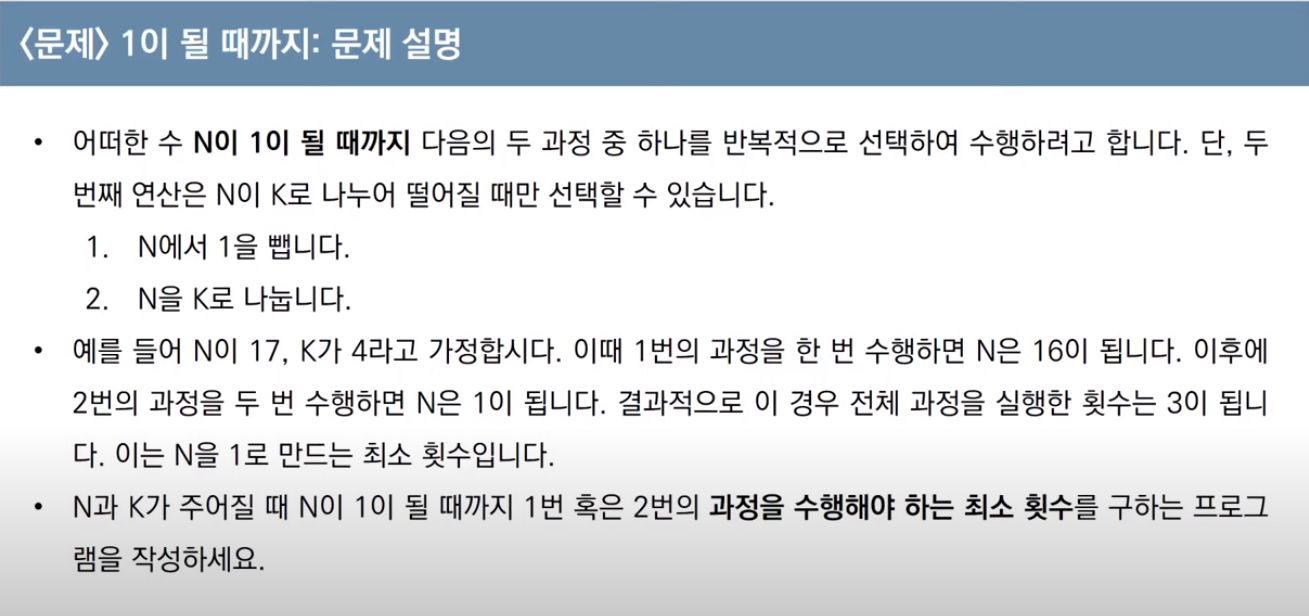 <문제> 1이 될 때까지: 문제 설명
• 어떠한 수 N이 1이 될 때까지 다음의 두 과정 중 하나를 반복적으로 선택하여 수행하려고 합니다. 단, 두
번째 연산은 N이 K로 나누어 떨어질 때만 선택할 수 있습니다.
1. N에서 1을 뺍니다.
2. N을 K로 나눕니다.
• 예를 들어 N이 17, K가 4라고 가정합시다. 이때 1번의 과정을 한 번 수행하면 N은 16이 됩니다. 이후에
2번의 과정을 두 번 수행하면 N은 1이 됩니다. 결과적으로 이 경우 전체 과정을 실행한 횟수는 3이 됩니
다. 이는 N을 1로 만드는 최소 횟수입니다.
• N과 K가 주어질 때 N이 1이 될 때까지 1번 혹은 2번의 과정을 수행해야 하는 최소 횟수를 구하는 프로그
램을 작성하세요.